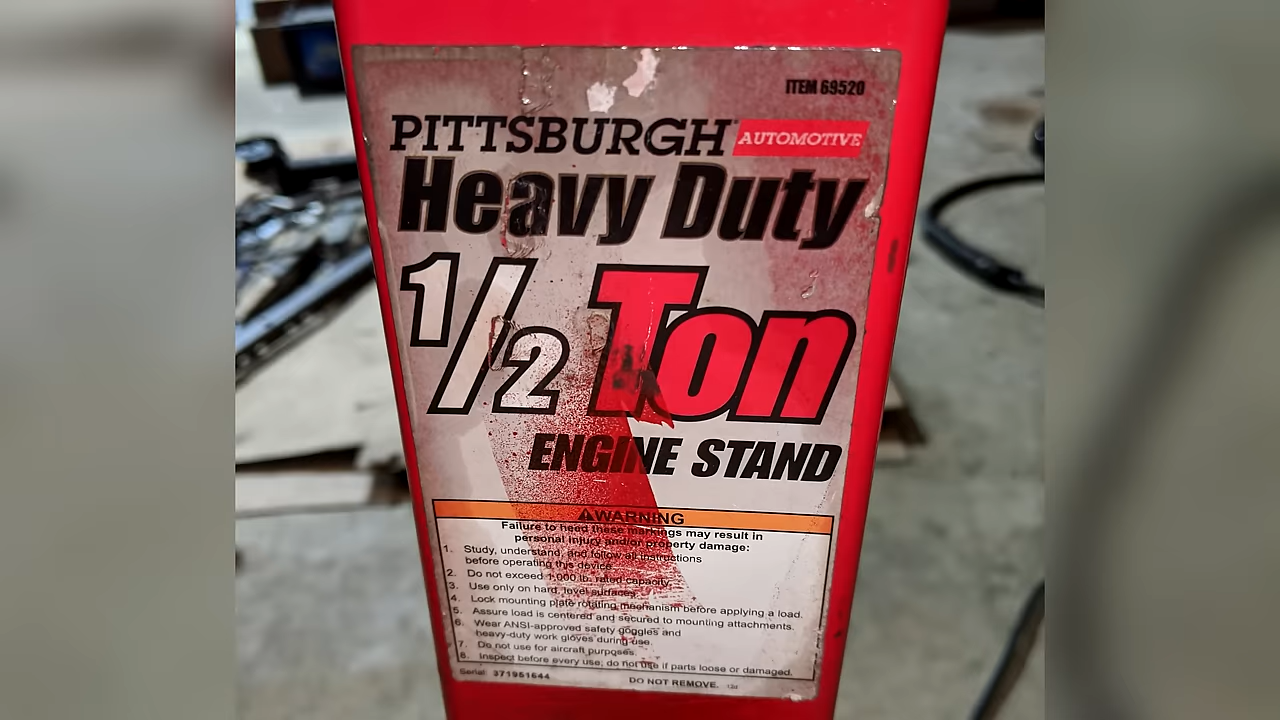 ITEM 69520
PITTSBURGH AUTOMOTIVE
Heavy Duty
1/2 Ton
ENGINE STAND
⚠WARNING
Failure to heed these markings may result in
personal injury and/or property damage:
1. Study, understand, and follow all instructions
before operating this device.
2. Do not exceed 1,000 lb. rated capacity.
3. Use only on hard, level surfaces.
4. Lock mounting plate rotating mechanism before applying a load.
5. Assure load is centered and secured to mounting attachments.
6. Wear ANSI-approved safety goggles and
heavy-duty work gloves during use.
7. Do not use for aircraft purposes.
8. Inspect before every use; do not use if parts loose or damaged.
Serial: 371951644
DO NOT REMOVE.